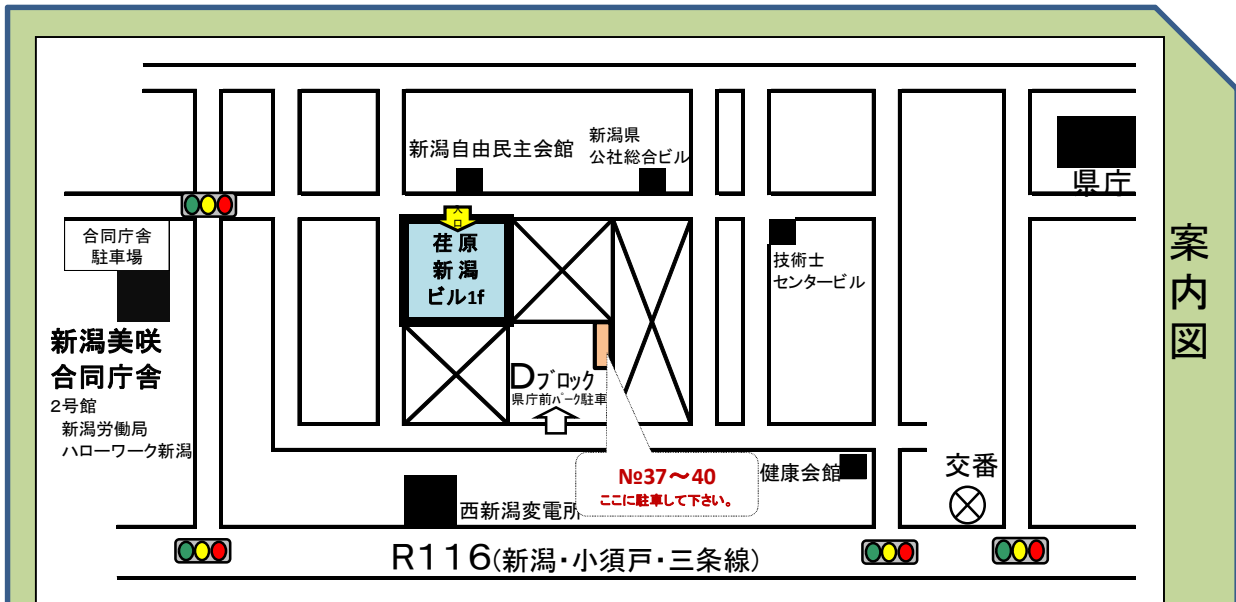 新潟自由民主会館
新潟県
公社総合ビル
県庁
入
口
荏原
新潟
ビル1f
合同庁舎
駐車場
技術士
センタービル
新潟美咲
合同庁舎
2号館
新潟労働局
ハローワーク新潟
Dブロック
県庁前パーク駐車
№37～40
ここに駐車して下さい。
健康会館
交番
西新潟変電所
R116(新潟・小須戸・三条線)
案内図